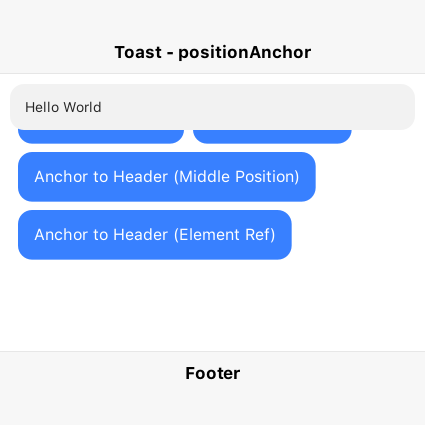 Toast - positionAnchor
Hello World
Anchor to Header (Middle Position)
Anchor to Header (Element Ref)
Footer